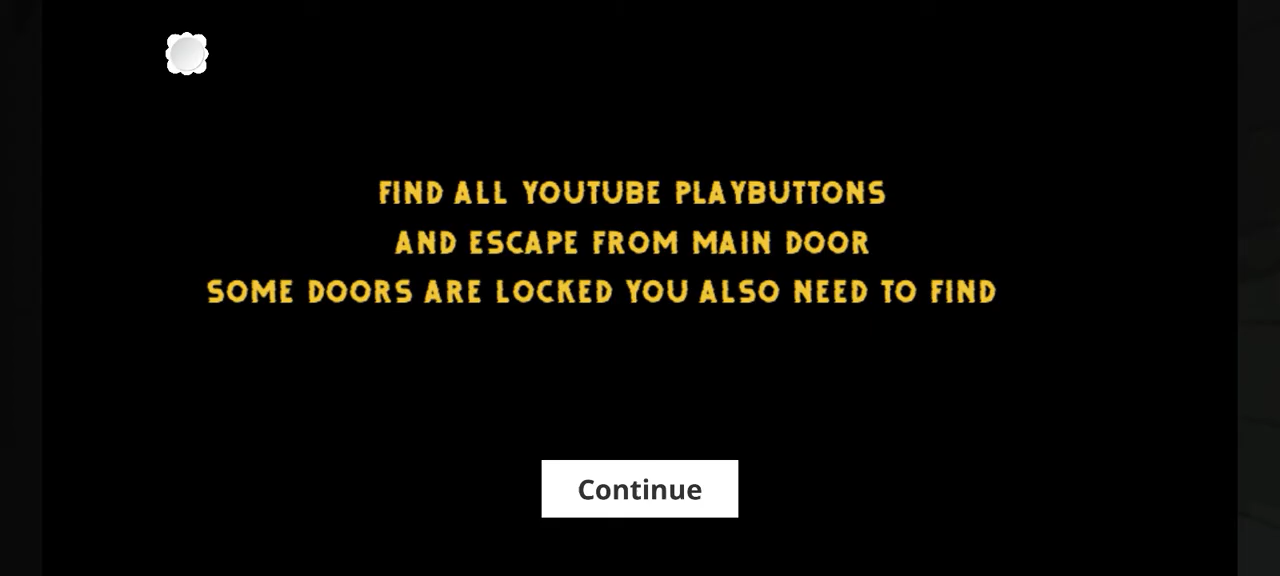 FIND ALL YOUTUBE PLAYBUTTONS
AND ESCAPE FROM MAIN DOOR
SOME DOORS ARE LOCKED YOU ALSO NEED TO FIND
Continue